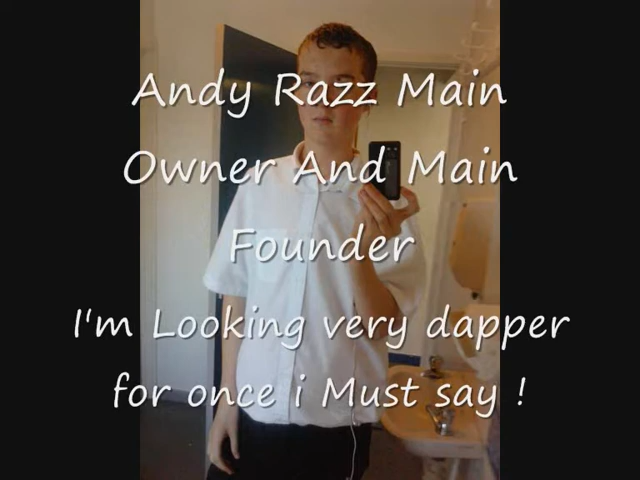 Andy Razz Main
Owner And Main
Founder
I'm Looking very dapper
for once i Must say !